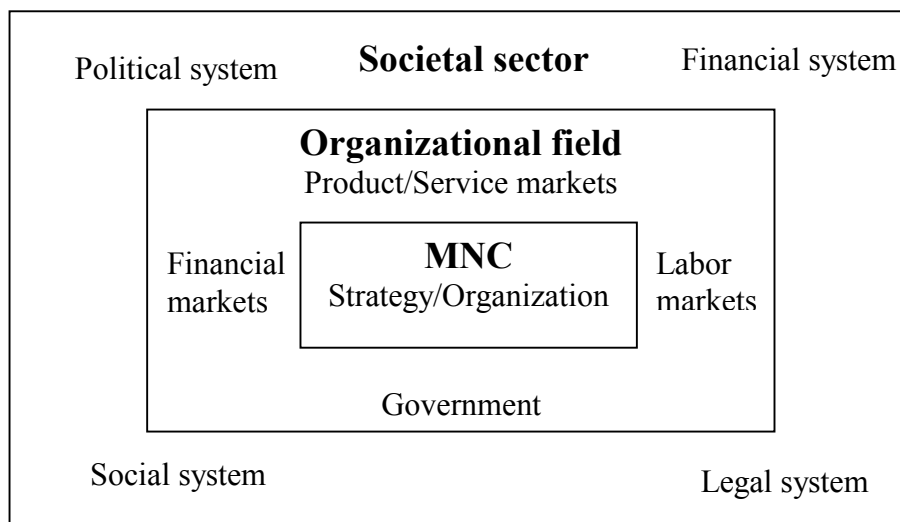 Societal sector
Political system
Financial system
Organizational field
Product/Service markets
Financial
markets
MNC
Strategy/Organization
Labor
markets
Government
Social system
Legal system